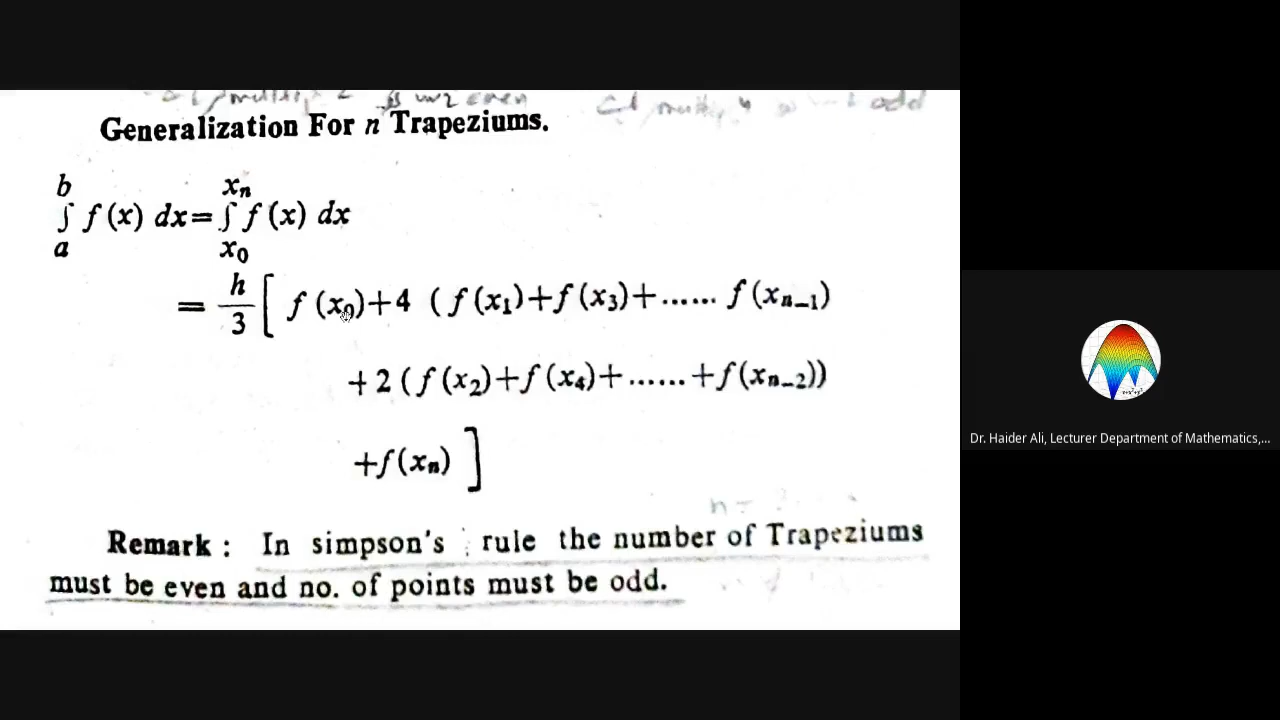 even odd
Generalization For n Trapeziums.
b xₙ
∫ f(x) dx = ∫ f(x) dx
a x₀
= h/3 [ f(x₀)+4 (f(x₁)+f(x₃)+...... f(xₙ₋₁)
+2 (f(x₂)+f(x₄)+......+f(xₙ₋₂))
+f(xₙ) ]
n =
Remark : In simpson's rule the number of Trapeziums
must be even and no. of points must be odd.
Dr. Haider Ali, Lecturer Department of Mathematics,...